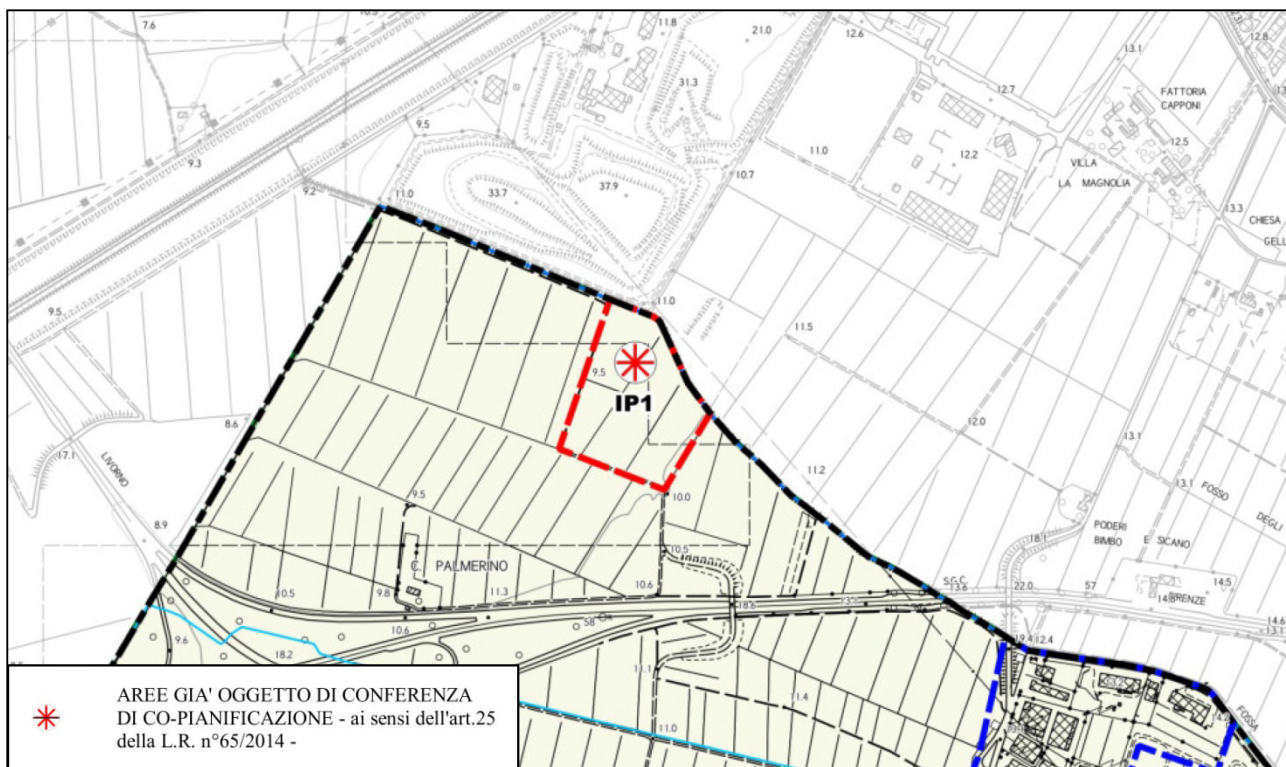 7.6
10.5
11.8
21.0
12.6
13.1
12.8
31.3
12.7
FATTORIA
CAPPONI
9.5
9.3
11.0
12.2
12.5
10.7
VILLA
LA MAGNOLIA
9.2
11.0
33.7
37.9
13.3
CHIESA
GELL
9.5
11.0
11.5
9.5
IP1
12.0
8.6
13.1
17.1
LIVORNO
11.2
13.1
FOSSO
DEGLI
9.5
10.0
8.9
PODERI
BIMBO E SICANO
18.1
10.5
C. PALMERINO
14.5
9.8
11.3
10.6
S.G.C.
13.6
22.0
57
FIRENZE
10.5
18.6
14.6
13.1
10.6
58
9.6
19.4
12.4
18.2
11.1
11.4
11.0
FOSSA
AREE GIA' OGGETTO DI CONFERENZA
DI CO-PIANIFICAZIONE - ai sensi dell'art.25
della L.R. n°65/2014 -